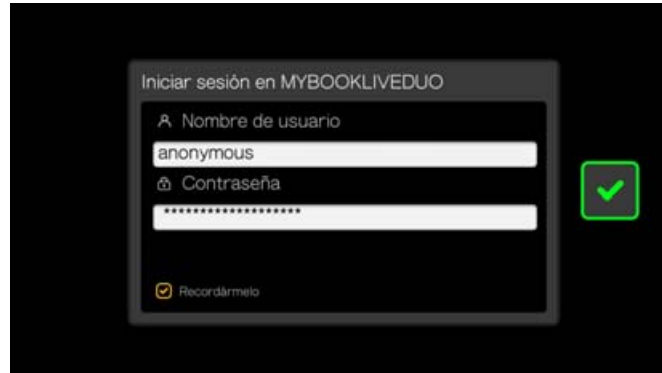 Iniciar sesión en MYBOOKLIVEDUO
Nombre de usuario
anonymous
Contraseña
*******************
Recordármelo